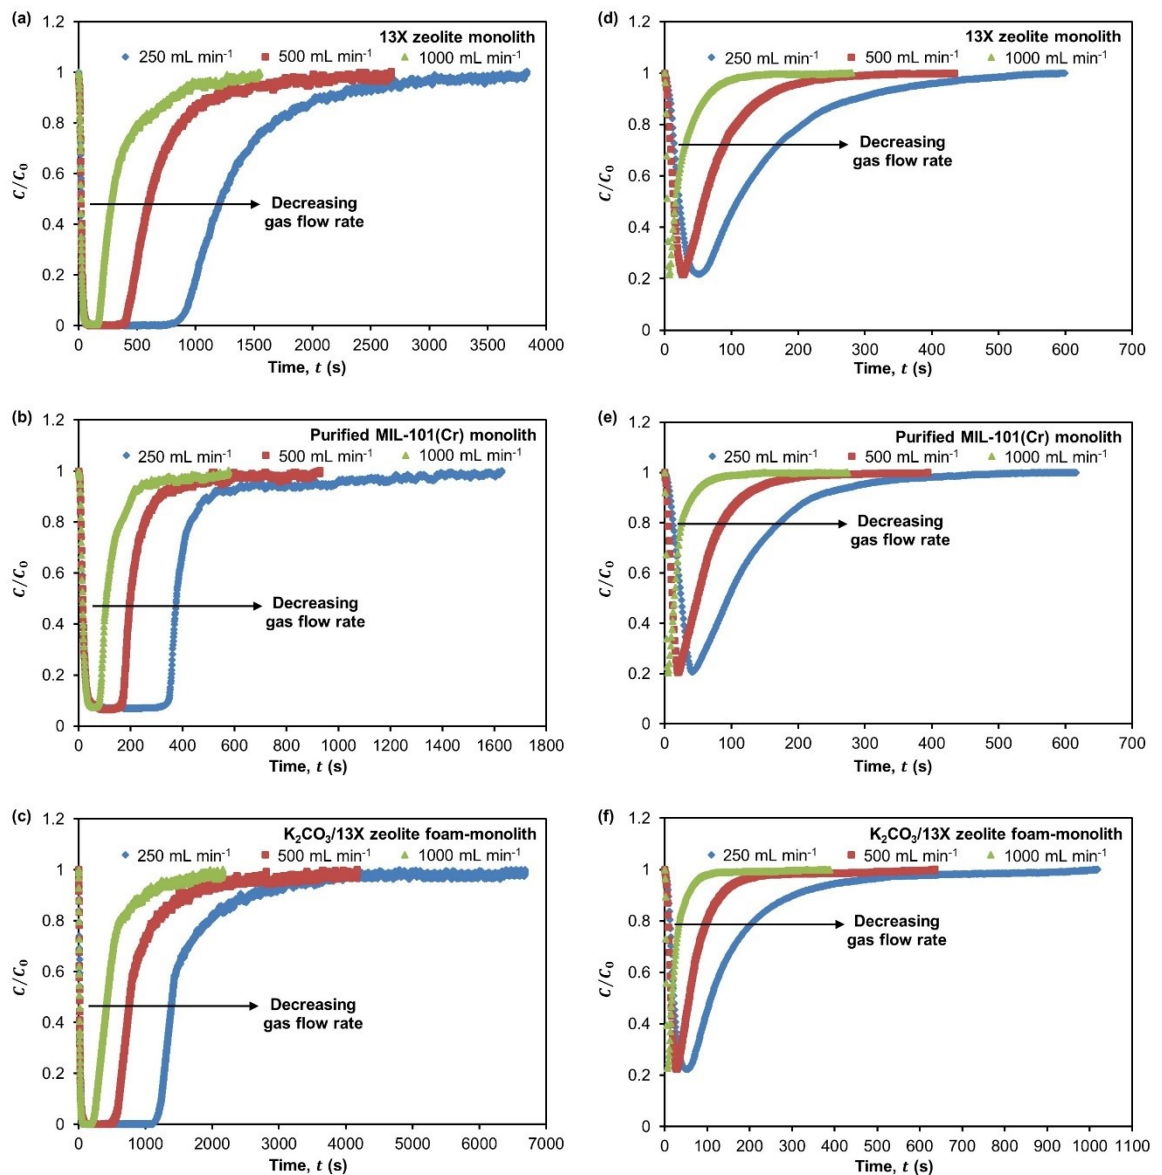 (a)
13X zeolite monolith
250 mL min⁻¹ 500 mL min⁻¹ 1000 mL min⁻¹
1.2
1
0.8
0.6
0.4
0.2
0
C/C₀
Decreasing
gas flow rate
0 500 1000 1500 2000 2500 3000 3500 4000
Time, t (s)
(d)
13X zeolite monolith
250 mL min⁻¹ 500 mL min⁻¹ 1000 mL min⁻¹
1.2
1
0.8
0.6
0.4
0.2
0
C/C₀
Decreasing
gas flow rate
0 100 200 300 400 500 600 700
Time, t (s)
(b)
Purified MIL-101(Cr) monolith
250 mL min⁻¹ 500 mL min⁻¹ 1000 mL min⁻¹
1.2
1
0.8
0.6
0.4
0.2
0
C/C₀
Decreasing
gas flow rate
0 200 400 600 800 1000 1200 1400 1600 1800
Time, t (s)
(e)
Purified MIL-101(Cr) monolith
250 mL min⁻¹ 500 mL min⁻¹ 1000 mL min⁻¹
1.2
1
0.8
0.6
0.4
0.2
0
C/C₀
Decreasing
gas flow rate
0 100 200 300 400 500 600 700
Time, t (s)
(c)
K₂CO₃/13X zeolite foam-monolith
250 mL min⁻¹ 500 mL min⁻¹ 1000 mL min⁻¹
1.2
1
0.8
0.6
0.4
0.2
0
C/C₀
Decreasing
gas flow rate
0 1000 2000 3000 4000 5000 6000 7000
Time, t (s)
(f)
K₂CO₃/13X zeolite foam-monolith
250 mL min⁻¹ 500 mL min⁻¹ 1000 mL min⁻¹
1.2
1
0.8
0.6
0.4
0.2
0
C/C₀
Decreasing
gas flow rate
0 100 200 300 400 500 600 700 800 900 1000 1100
Time, t (s)